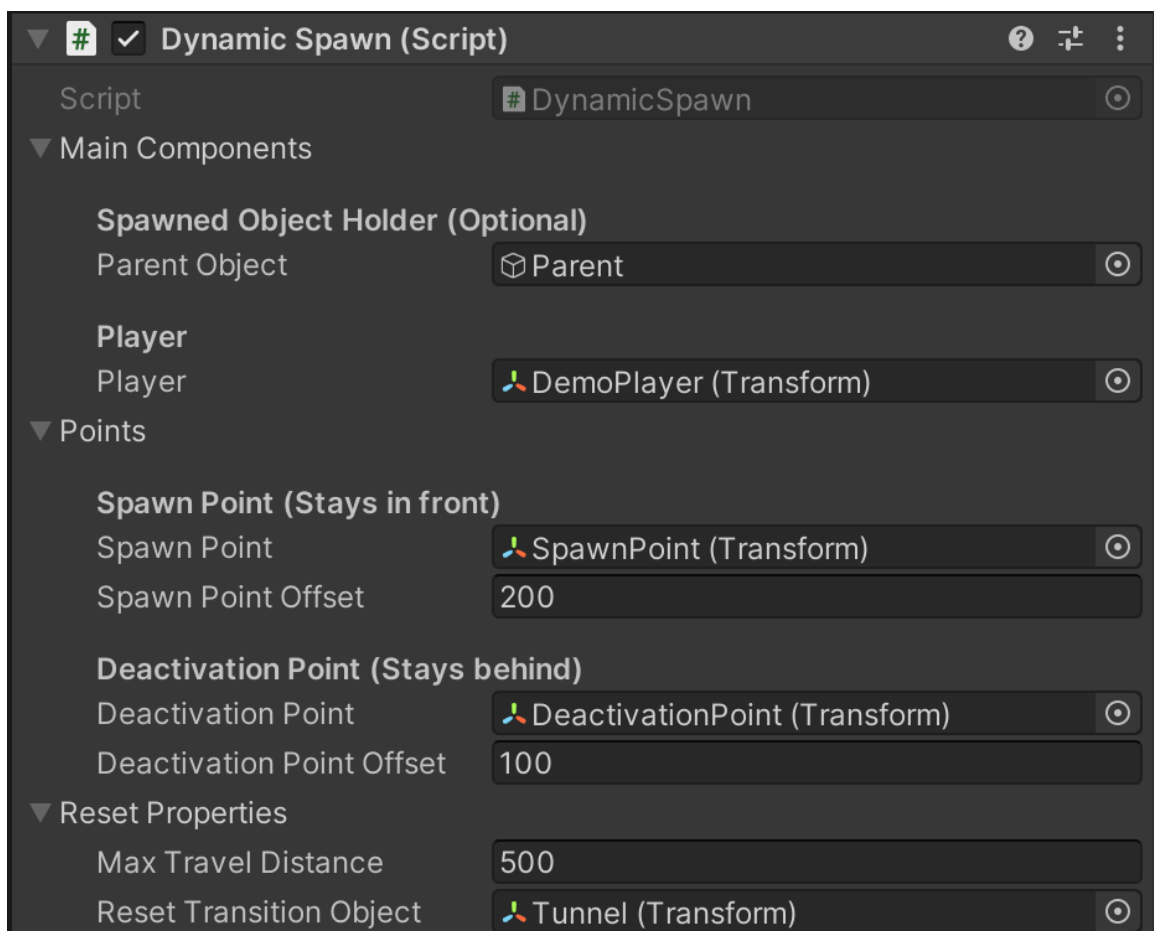 Dynamic Spawn (Script)
Script DynamicSpawn
Main Components
Spawned Object Holder (Optional)
Parent Object Parent
Player
Player DemoPlayer (Transform)
Points
Spawn Point (Stays in front)
Spawn Point SpawnPoint (Transform)
Spawn Point Offset 200
Deactivation Point (Stays behind)
Deactivation Point DeactivationPoint (Transform)
Deactivation Point Offset 100
Reset Properties
Max Travel Distance 500
Reset Transition Object Tunnel (Transform)